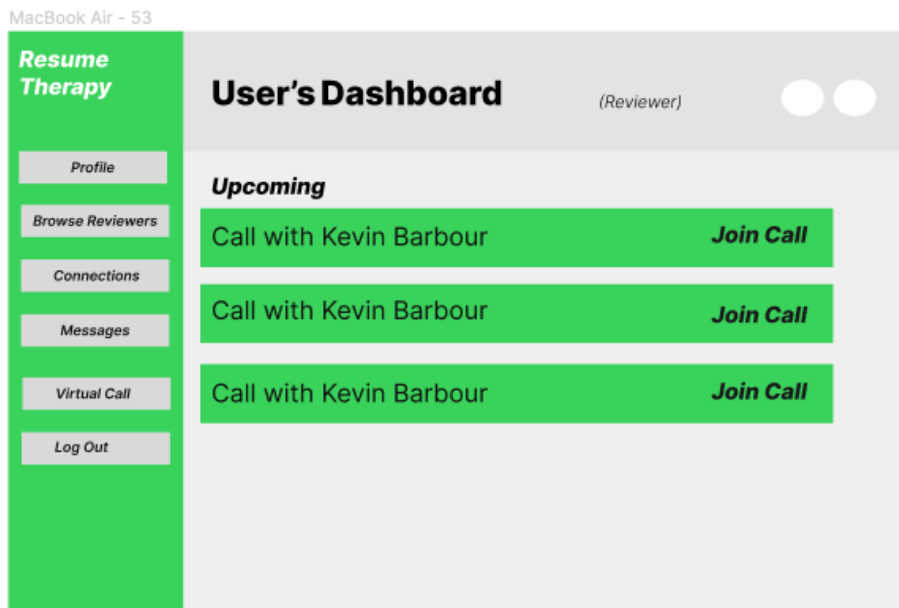 MacBook Air - 53
Resume
Therapy
User's Dashboard
(Reviewer)
Profile
Browse Reviewers
Connections
Messages
Virtual Call
Log Out
Upcoming
Call with Kevin Barbour
Join Call
Call with Kevin Barbour
Join Call
Call with Kevin Barbour
Join Call